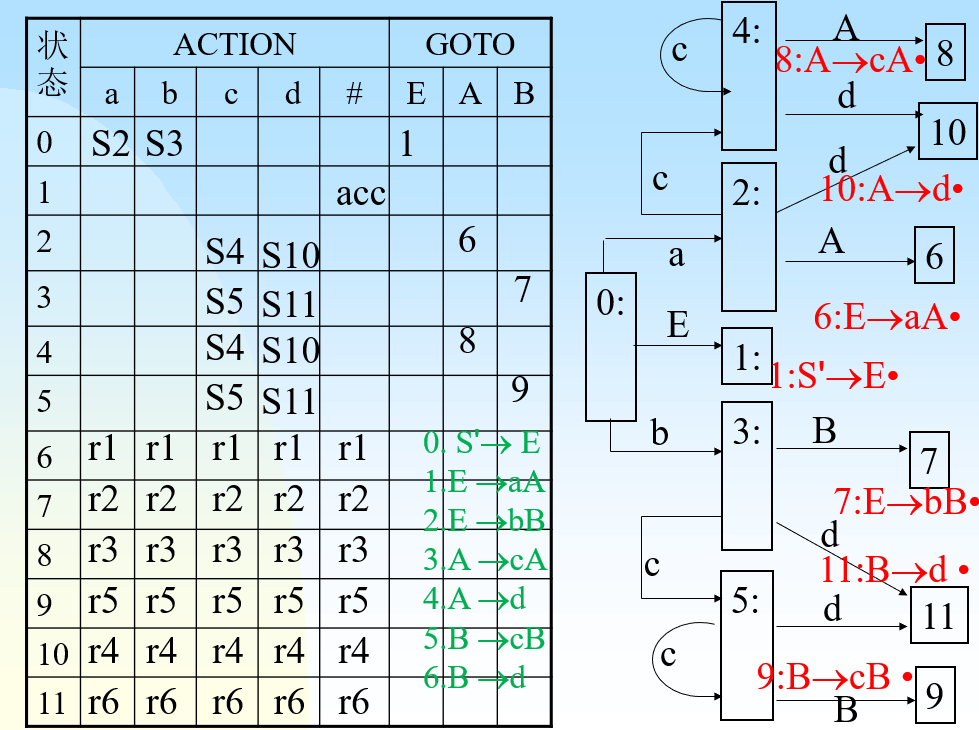 状态 ACTION GOTO
a b c d # E A B
0 S2 S3 1
1 acc
2 S4 S10 6
3 S5 S11 7
4 S4 S10 8
5 S5 S11 9
6 r1 r1 r1 r1 r1
7 r2 r2 r2 r2 r2
8 r3 r3 r3 r3 r3
9 r5 r5 r5 r5 r5
10 r4 r4 r4 r4 r4
11 r6 r6 r6 r6 r6
0. S'→ E
1.E →aA
2.E →bB
3.A →cA
4.A →d
5.B →cB
6.B →d
4:
c
A
8
8:A→cA•
d
10
c
2:
d
10:A→d•
A
6
a
6:E→aA•
0:
E
1:
1:S'→E•
b
3:
B
7
7:E→bB•
d
11:B→d •
c
5:
d
11
c
9:B→cB •
B
9